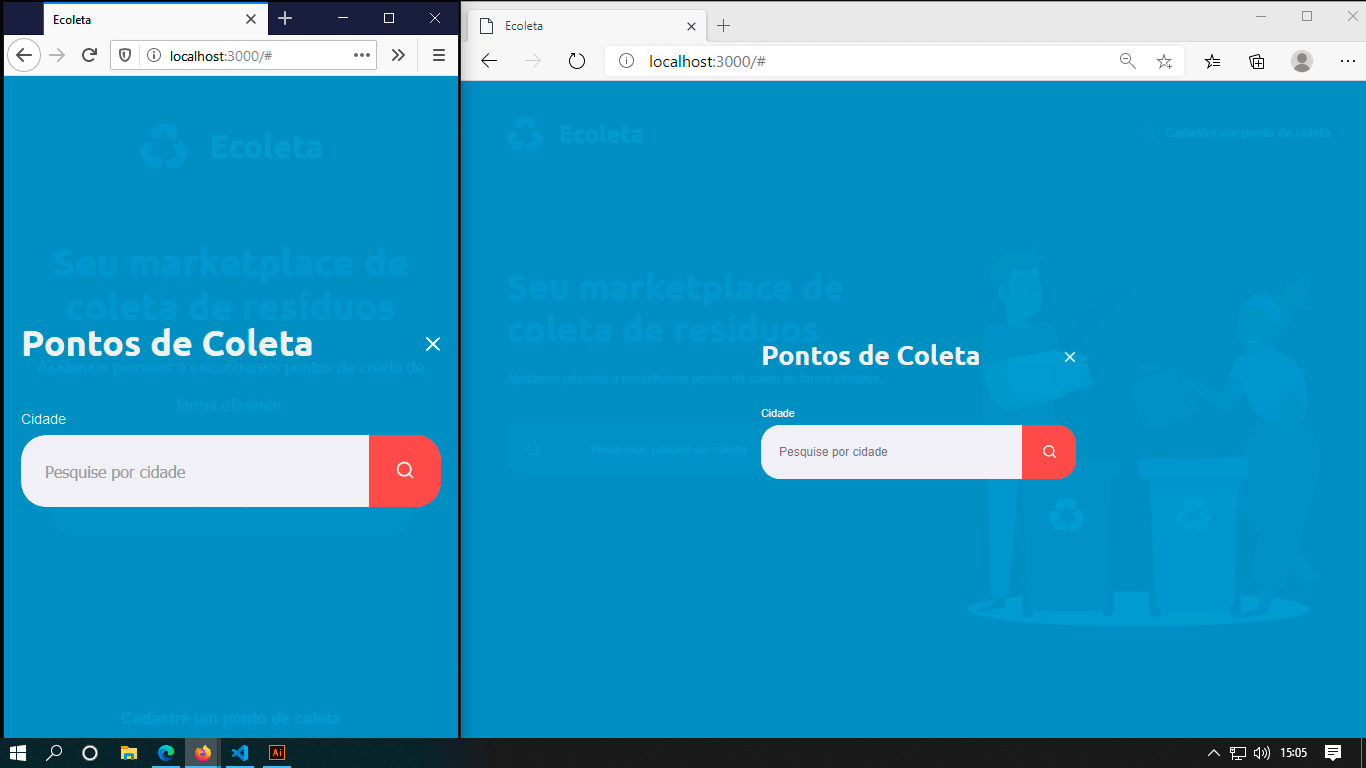 Ecoleta
localhost:3000/#
Ecoleta
Seu marketplace de
coleta de resíduos
Pontos de Coleta
Ajudamos pessoas a encontrarem pontos de coleta de
forma eficiente.
Cidade
Pesquise por cidade
Cadastre um ponto de coleta
Ecoleta
localhost:3000/#
Ecoleta
Cadastre um ponto de coleta
Seu marketplace de
coleta de resíduos
Pontos de Coleta
Ajudamos pessoas a encontrarem pontos de coleta de forma eficiente.
Cidade
Pesquisar pontos de coleta
Pesquise por cidade
Ai
15:05